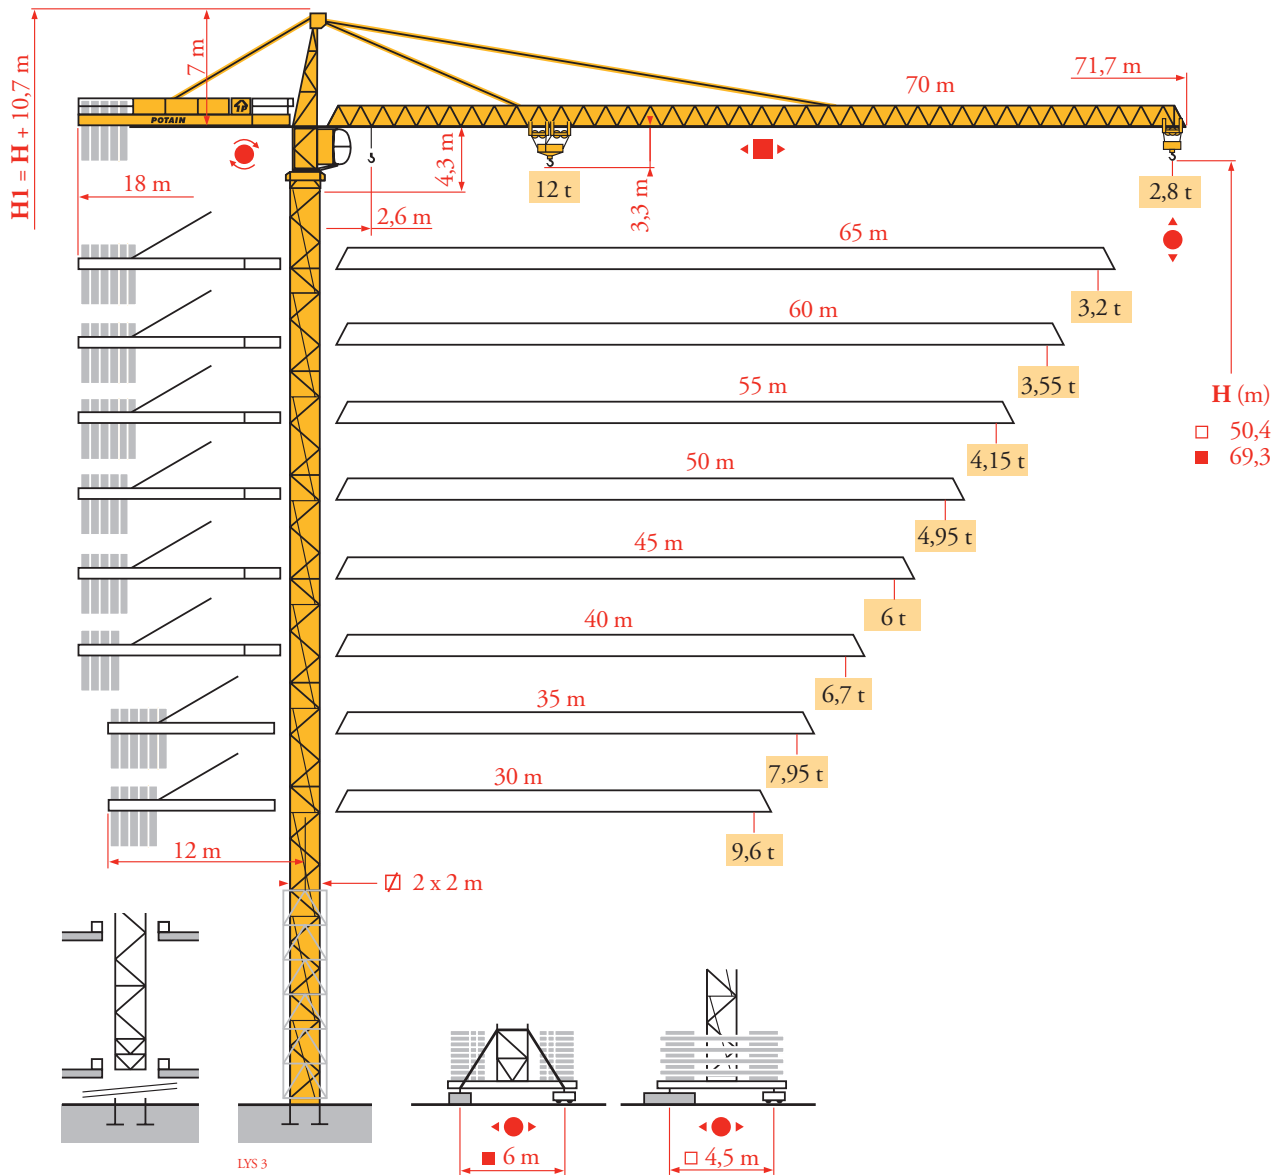 H1 = H + 10,7 m
7 m
70 m
71,7 m
POTAIN
18 m
4,3 m
2,6 m
12 t
3,3 m
2,8 t
65 m
3,2 t
60 m
3,55 t
55 m
4,15 t
H (m)
50,4
69,3
50 m
4,95 t
45 m
6 t
40 m
6,7 t
35 m
7,95 t
30 m
9,6 t
12 m
2 x 2 m
LYS 3
6 m
4,5 m